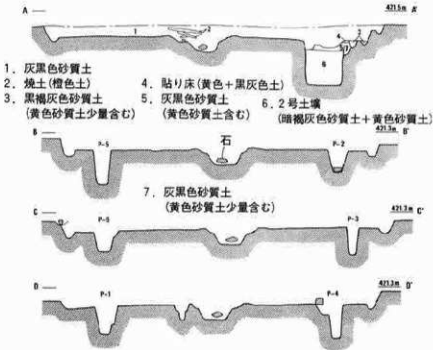 A 421.5m A'
1 2 4 2 7 6
1. 灰黒色砂質土
2. 焼土(橙色土)
3. 黒褐灰色砂質土
(黄色砂質土少量含む)
4. 貼り床(黄色+黒灰色土)
5. 灰黒色砂質土
(黄色砂質土含む)
6. 2号土壙
(暗褐灰色砂質土+黄色砂質土)
B 421.3m B'
P-5 石 P-2
7. 灰黒色砂質土
(黄色砂質土少量含む)
C 421.3m C'
P-5 P-3
D 421.3m D'
P-1 P-4